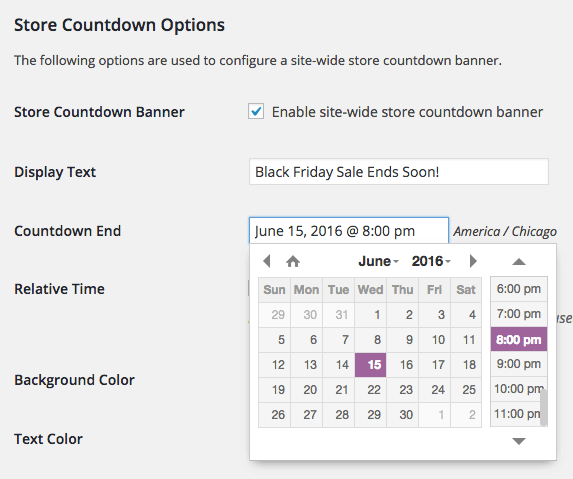 Store Countdown Options
The following options are used to configure a site-wide store countdown banner.
Store Countdown Banner
Enable site-wide store countdown banner
Display Text
Black Friday Sale Ends Soon!
Countdown End
June 15, 2016 @ 8:00 pm
America / Chicago
Relative Time
June 2016
Sun Mon Tue Wed Thu Fri Sat
29 30 31 1 2 3 4
5 6 7 8 9 10 11
12 13 14 15 16 17 18
19 20 21 22 23 24 25
26 27 28 29 30 1 2
6:00 pm
7:00 pm
8:00 pm
9:00 pm
10:00 pm
11:00 pm
Background Color
Text Color